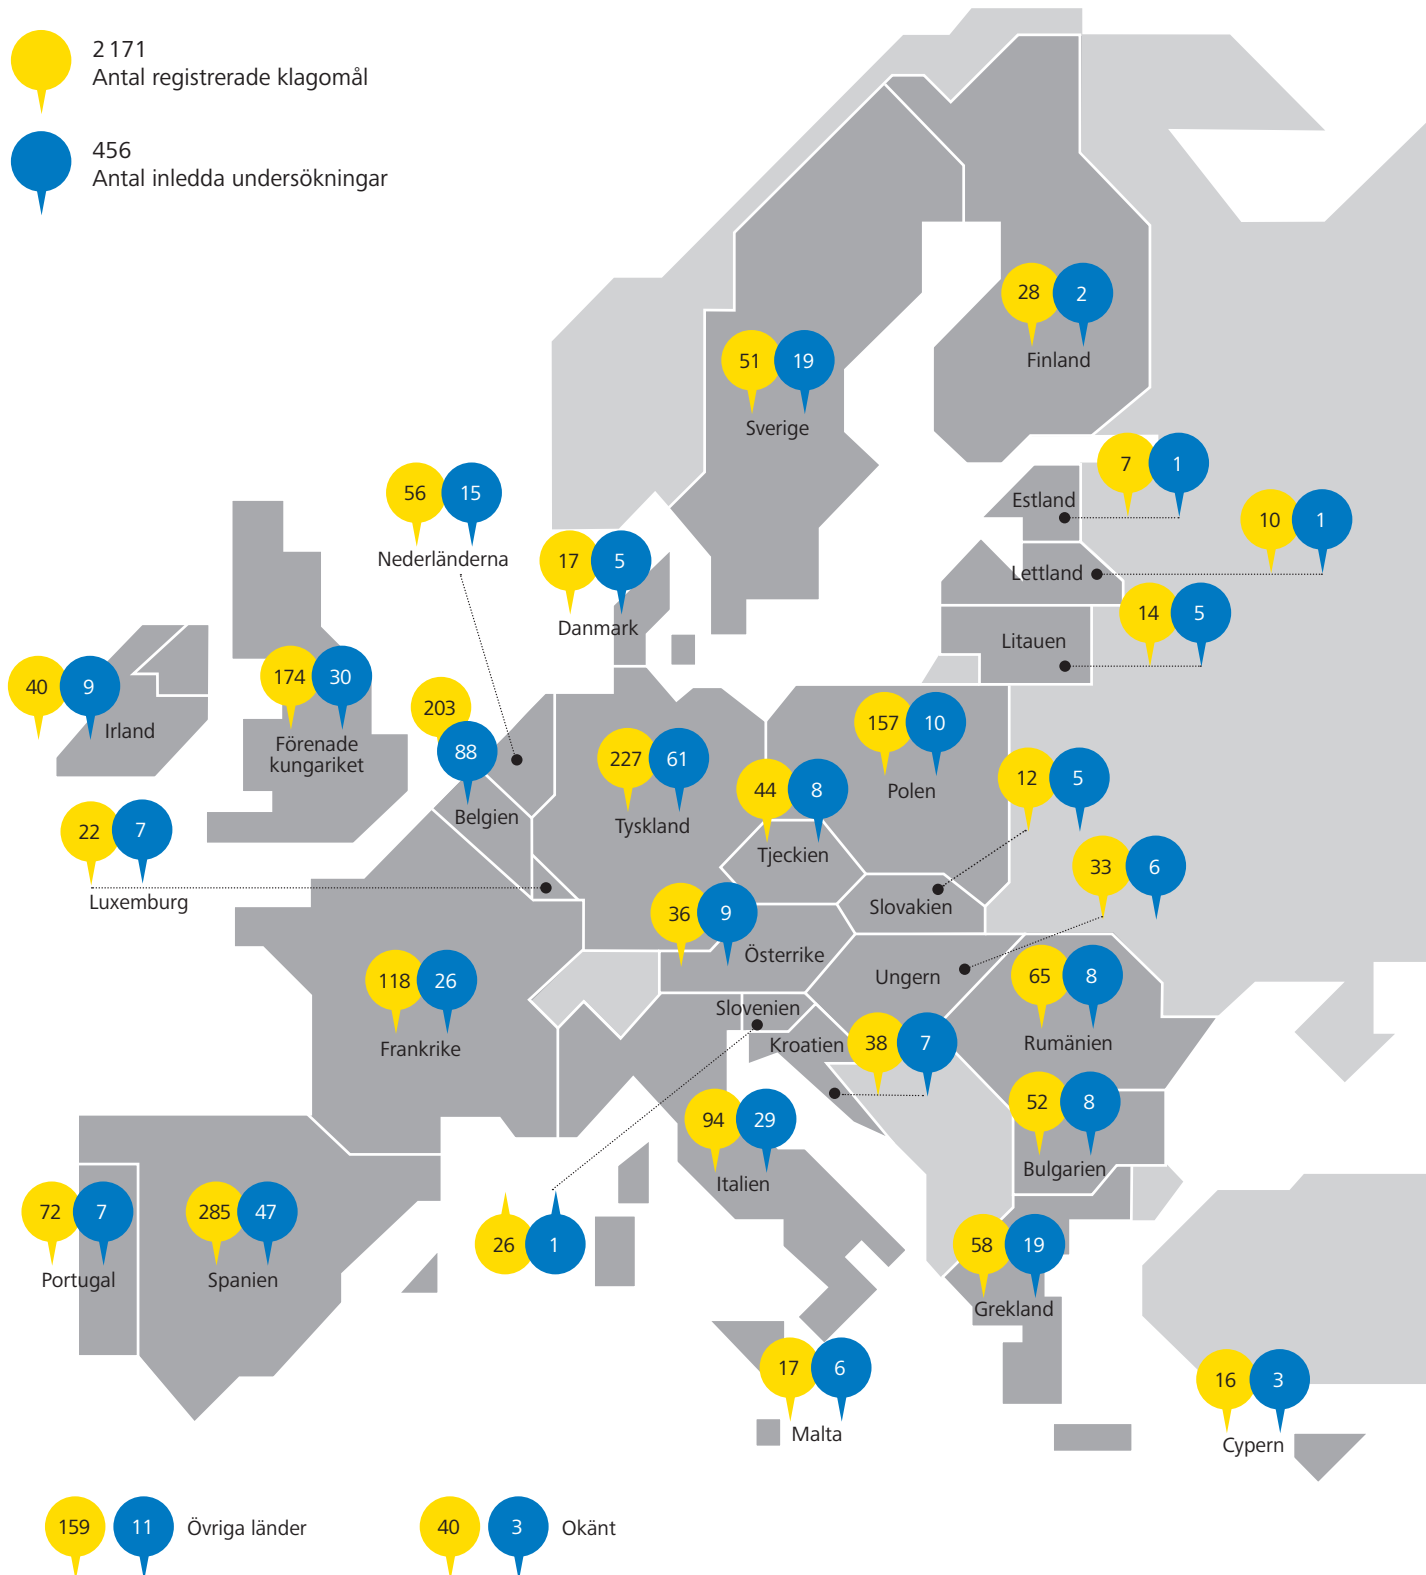 2 171
Antal registrerade klagomål
456
Antal inledda undersökningar
28 2
Finland
51 19
Sverige
7 1
Estland
56 15
Nederländerna
10 1
Lettland
17 5
Danmark
14 5
Litauen
40 9
Irland
174 30
Förenade
kungariket
203
88
Belgien
227 61
Tyskland
157 10
Polen
44 8
Tjeckien
12 5
Slovakien
22 7
Luxemburg
33 6
Ungern
36 9
Österrike
118 26
Frankrike
65 8
Rumänien
Slovenien
26 1
Kroatien
38 7
94 29
Italien
52 8
Bulgarien
72 7
Portugal
285 47
Spanien
58 19
Grekland
17 6
Malta
16 3
Cypern
159 11 Övriga länder
40 3 Okänt